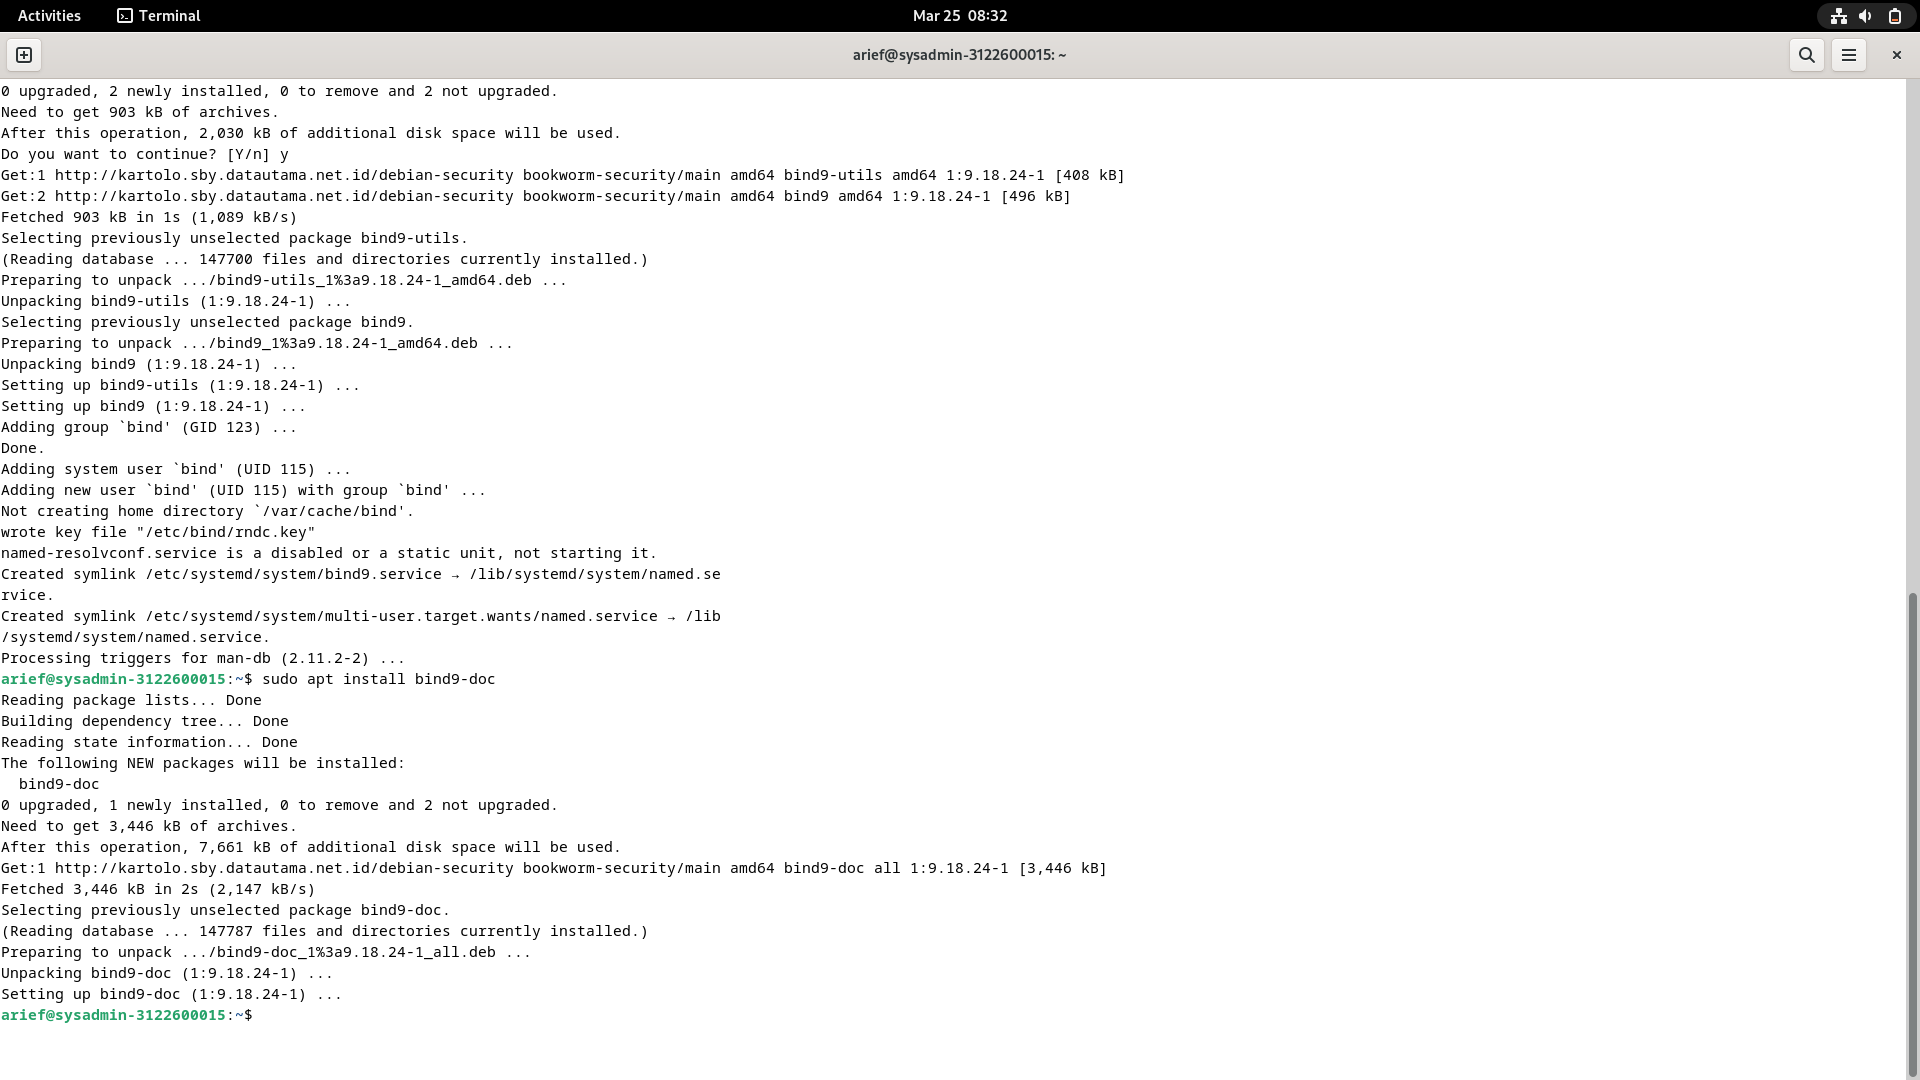 Activities Terminal Mar 25 08:32
arief@sysadmin-3122600015: ~
0 upgraded, 2 newly installed, 0 to remove and 2 not upgraded.
Need to get 903 kB of archives.
After this operation, 2,030 kB of additional disk space will be used.
Do you want to continue? [Y/n] y
Get:1 http://kartolo.sby.datautama.net.id/debian-security bookworm-security/main amd64 bind9-utils amd64 1:9.18.24-1 [408 kB]
Get:2 http://kartolo.sby.datautama.net.id/debian-security bookworm-security/main amd64 bind9 amd64 1:9.18.24-1 [496 kB]
Fetched 903 kB in 1s (1,089 kB/s)
Selecting previously unselected package bind9-utils.
(Reading database ... 147700 files and directories currently installed.)
Preparing to unpack .../bind9-utils_1%3a9.18.24-1_amd64.deb ...
Unpacking bind9-utils (1:9.18.24-1) ...
Selecting previously unselected package bind9.
Preparing to unpack .../bind9_1%3a9.18.24-1_amd64.deb ...
Unpacking bind9 (1:9.18.24-1) ...
Setting up bind9-utils (1:9.18.24-1) ...
Setting up bind9 (1:9.18.24-1) ...
Adding group `bind' (GID 123) ...
Done.
Adding system user `bind' (UID 115) ...
Adding new user `bind' (UID 115) with group `bind' ...
Not creating home directory `/var/cache/bind'.
wrote key file "/etc/bind/rndc.key"
named-resolvconf.service is a disabled or a static unit, not starting it.
Created symlink /etc/systemd/system/bind9.service → /lib/systemd/system/named.se
rvice.
Created symlink /etc/systemd/system/multi-user.target.wants/named.service → /lib
/systemd/system/named.service.
Processing triggers for man-db (2.11.2-2) ...
arief@sysadmin-3122600015:~$ sudo apt install bind9-doc
Reading package lists... Done
Building dependency tree... Done
Reading state information... Done
The following NEW packages will be installed:
  bind9-doc
0 upgraded, 1 newly installed, 0 to remove and 2 not upgraded.
Need to get 3,446 kB of archives.
After this operation, 7,661 kB of additional disk space will be used.
Get:1 http://kartolo.sby.datautama.net.id/debian-security bookworm-security/main amd64 bind9-doc all 1:9.18.24-1 [3,446 kB]
Fetched 3,446 kB in 2s (2,147 kB/s)
Selecting previously unselected package bind9-doc.
(Reading database ... 147787 files and directories currently installed.)
Preparing to unpack .../bind9-doc_1%3a9.18.24-1_all.deb ...
Unpacking bind9-doc (1:9.18.24-1) ...
Setting up bind9-doc (1:9.18.24-1) ...
arief@sysadmin-3122600015:~$